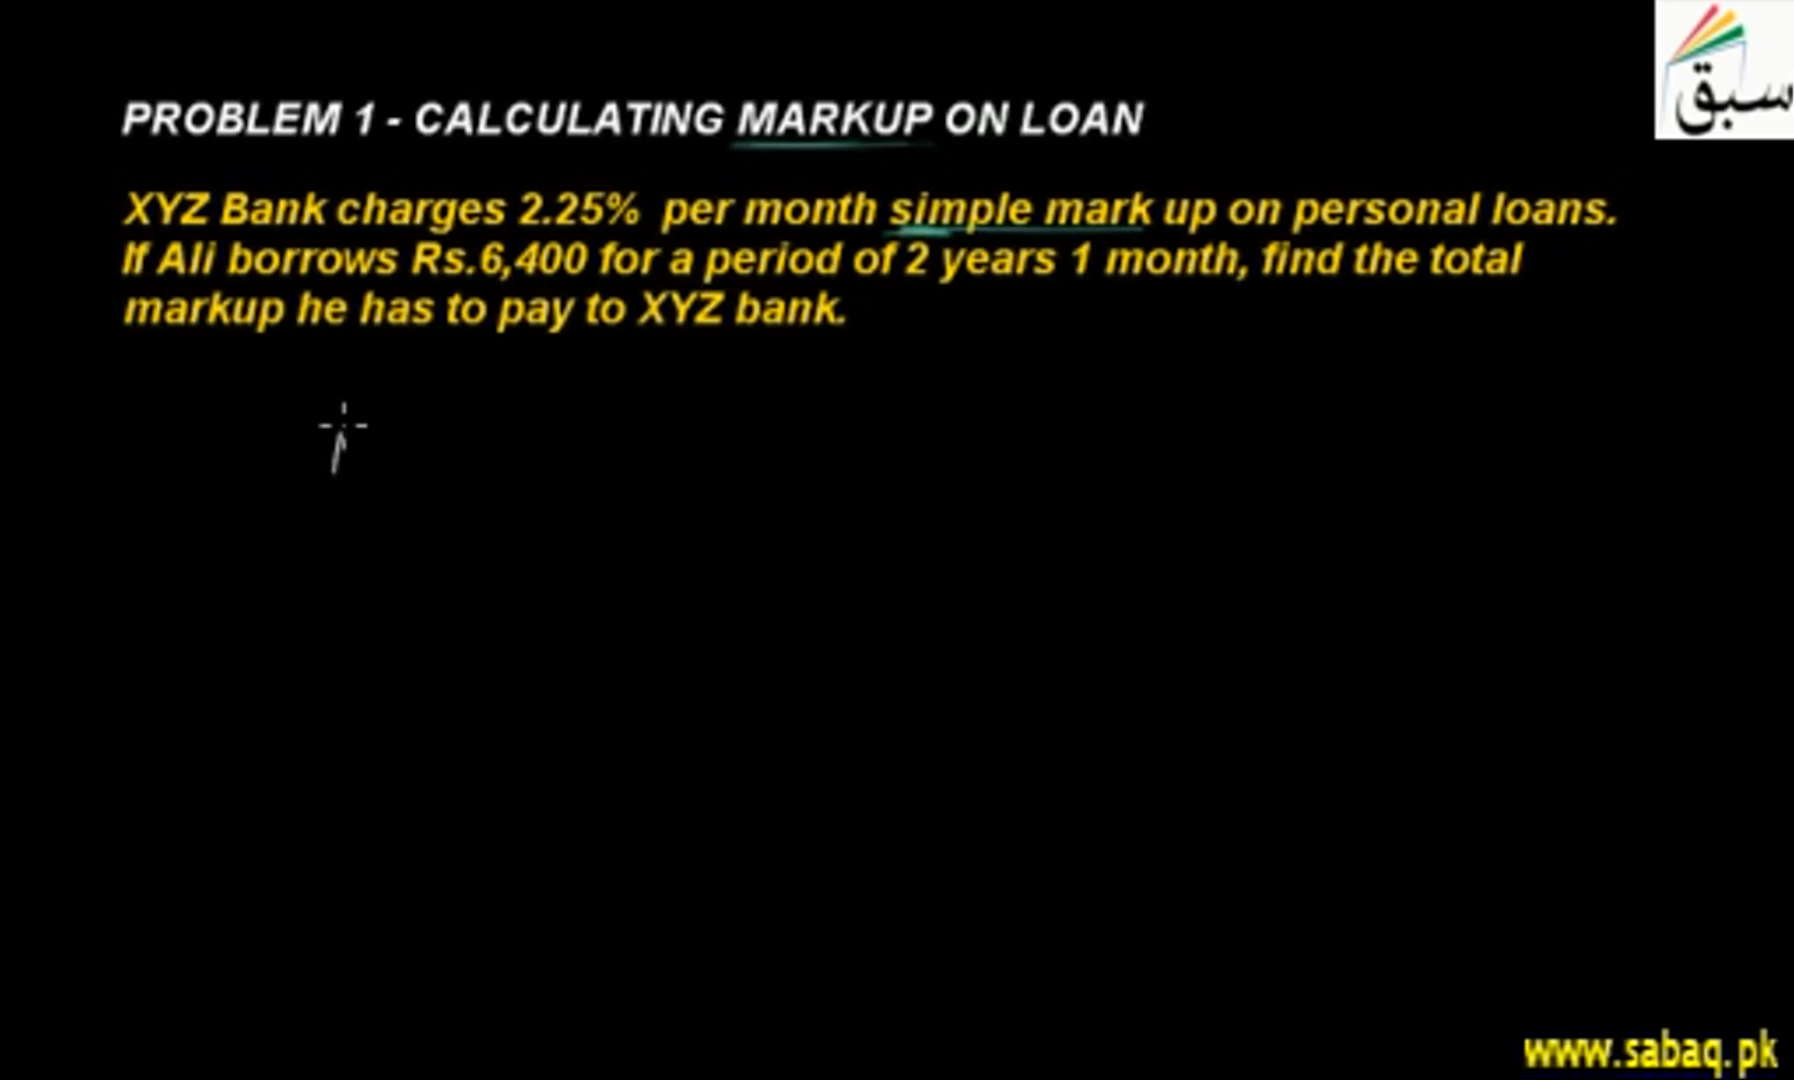 سبق
PROBLEM 1 - CALCULATING MARKUP ON LOAN
XYZ Bank charges 2.25% per month simple mark up on personal loans.
If Ali borrows Rs.6,400 for a period of 2 years 1 month, find the total
markup he has to pay to XYZ bank.
www.sabaq.pk